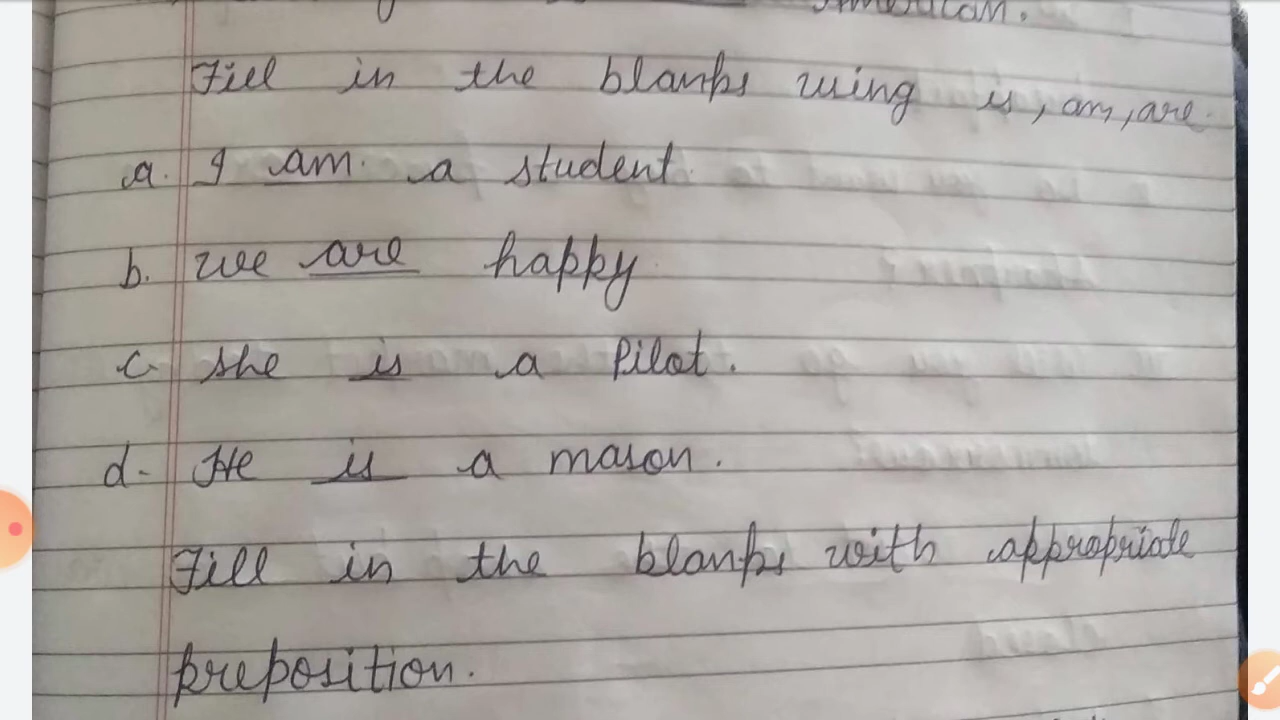 American.
Fill in the blanks using is, am, are.
a. I am a student.
b. we are happy.
c. she is a Pilot.
d- He is a mason.
Fill in the blanks with appropriate
preposition.